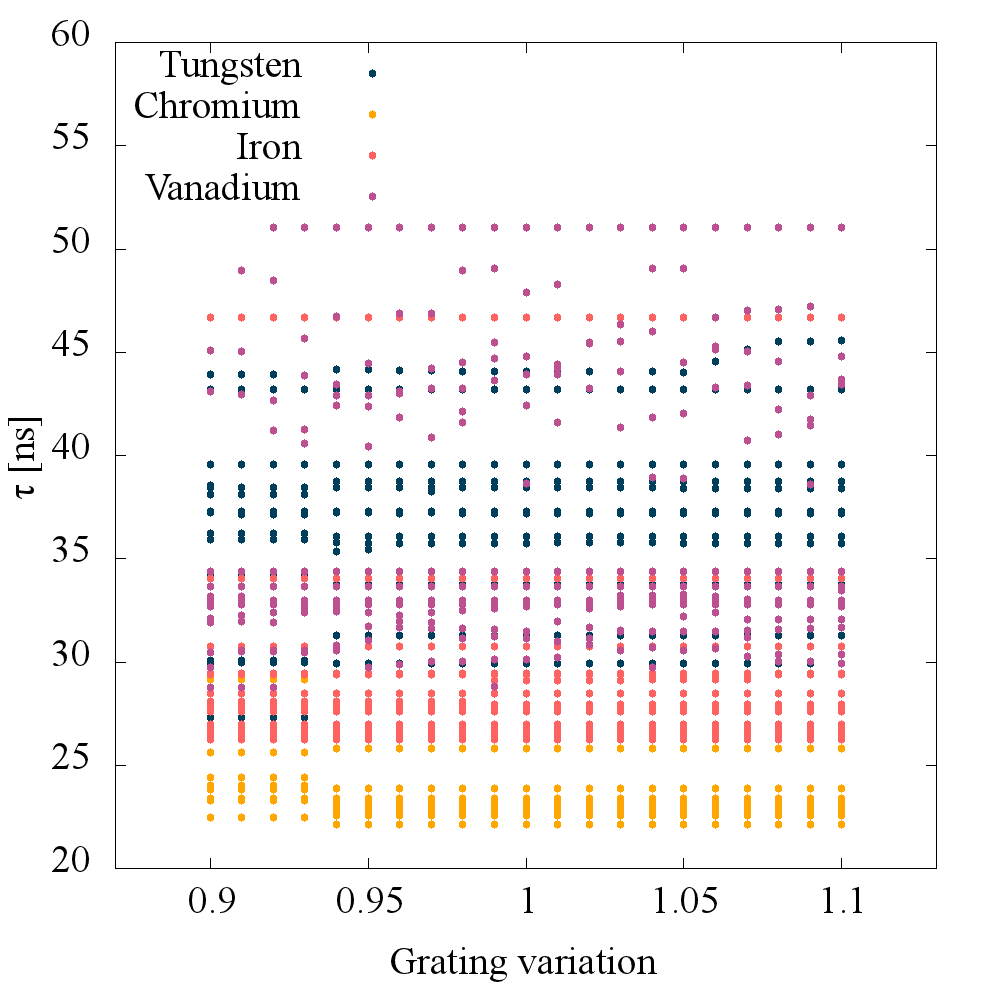 60
Tungsten
Chromium
55
Iron
Vanadium
50
45
40
τ [ns]
35
30
25
20
0.9 0.95 1 1.05 1.1
Grating variation